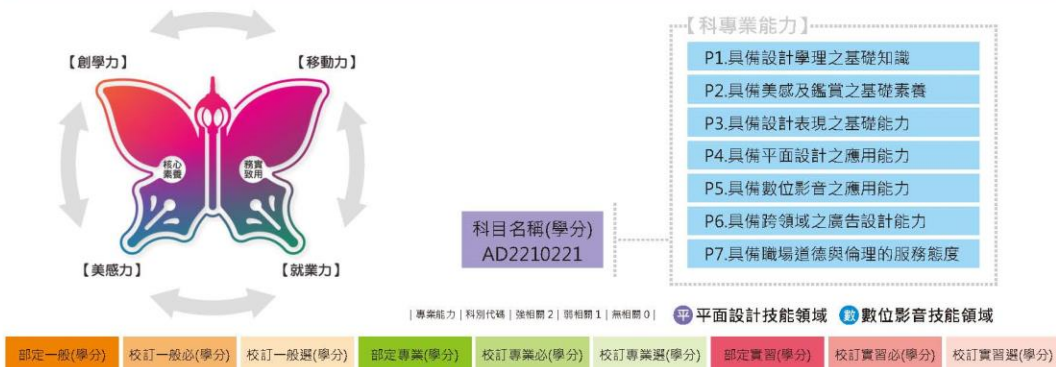 【創學力】
【移動力】
核心
素養
務實
致用
【美感力】
【就業力】
【科專業能力】
P1.具備設計學理之基礎知識
P2.具備美感及鑑賞之基礎素養
P3.具備設計表現之基礎能力
P4.具備平面設計之應用能力
P5.具備數位影音之應用能力
P6.具備跨領域之廣告設計能力
P7.具備職場道德與倫理的服務態度
科目名稱(學分)
AD2210221
|專業能力|科別代碼|強相關2|弱相關1|無相關0|
平 平面設計技能領域 數 數位影音技能領域
部定一般(學分) 校訂一般必(學分) 校訂一般選(學分) 部定專業(學分) 校訂專業必(學分) 校訂專業選(學分) 部定實習(學分) 校訂實習必(學分) 校訂實習選(學分)